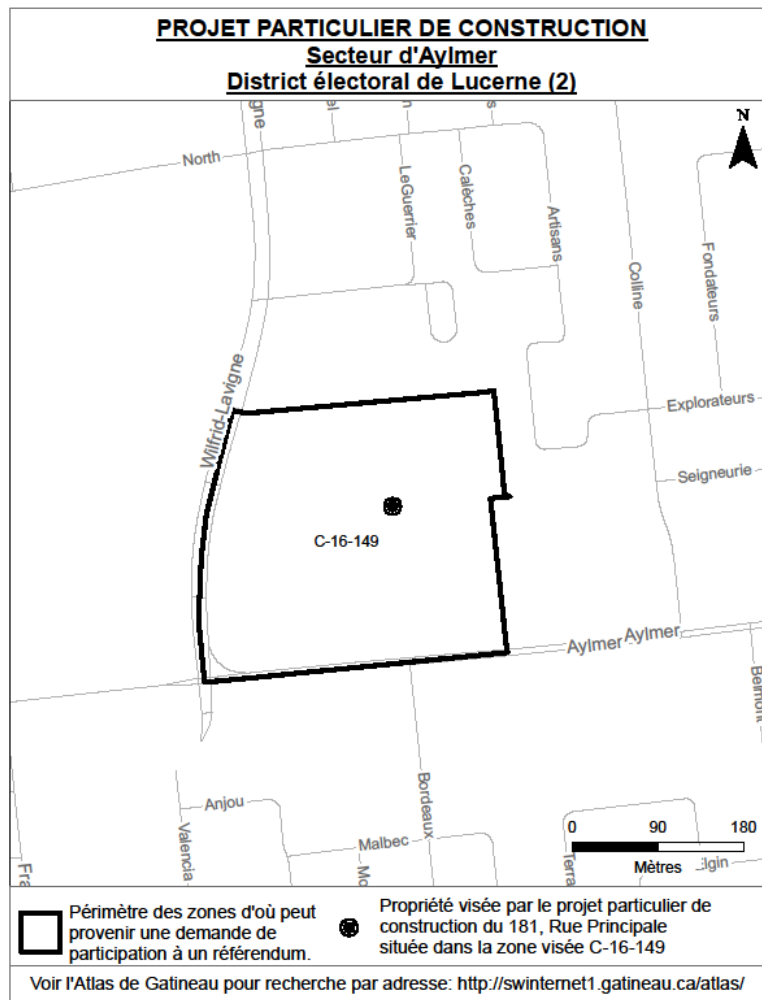 PROJET PARTICULIER DE CONSTRUCTION
Secteur d'Aylmer
District électoral de Lucerne (2)
N
North
LeGuerrier
Calèches
Artisans
Colline
Fondateurs
Wilfrid-Lavigne
Explorateurs
Seigneurie
C-16-149
Aylmer Aylmer
Belmont
Bordeaux
Anjou
Valencia
Malbec
0 90 180
Mètres
Périmètre des zones d'où peut
provenir une demande de
participation à un référendum.
Propriété visée par le projet particulier de
construction du 181, Rue Principale
située dans la zone visée C-16-149
Voir l'Atlas de Gatineau pour recherche par adresse: http://swinternet1.gatineau.ca/atlas/